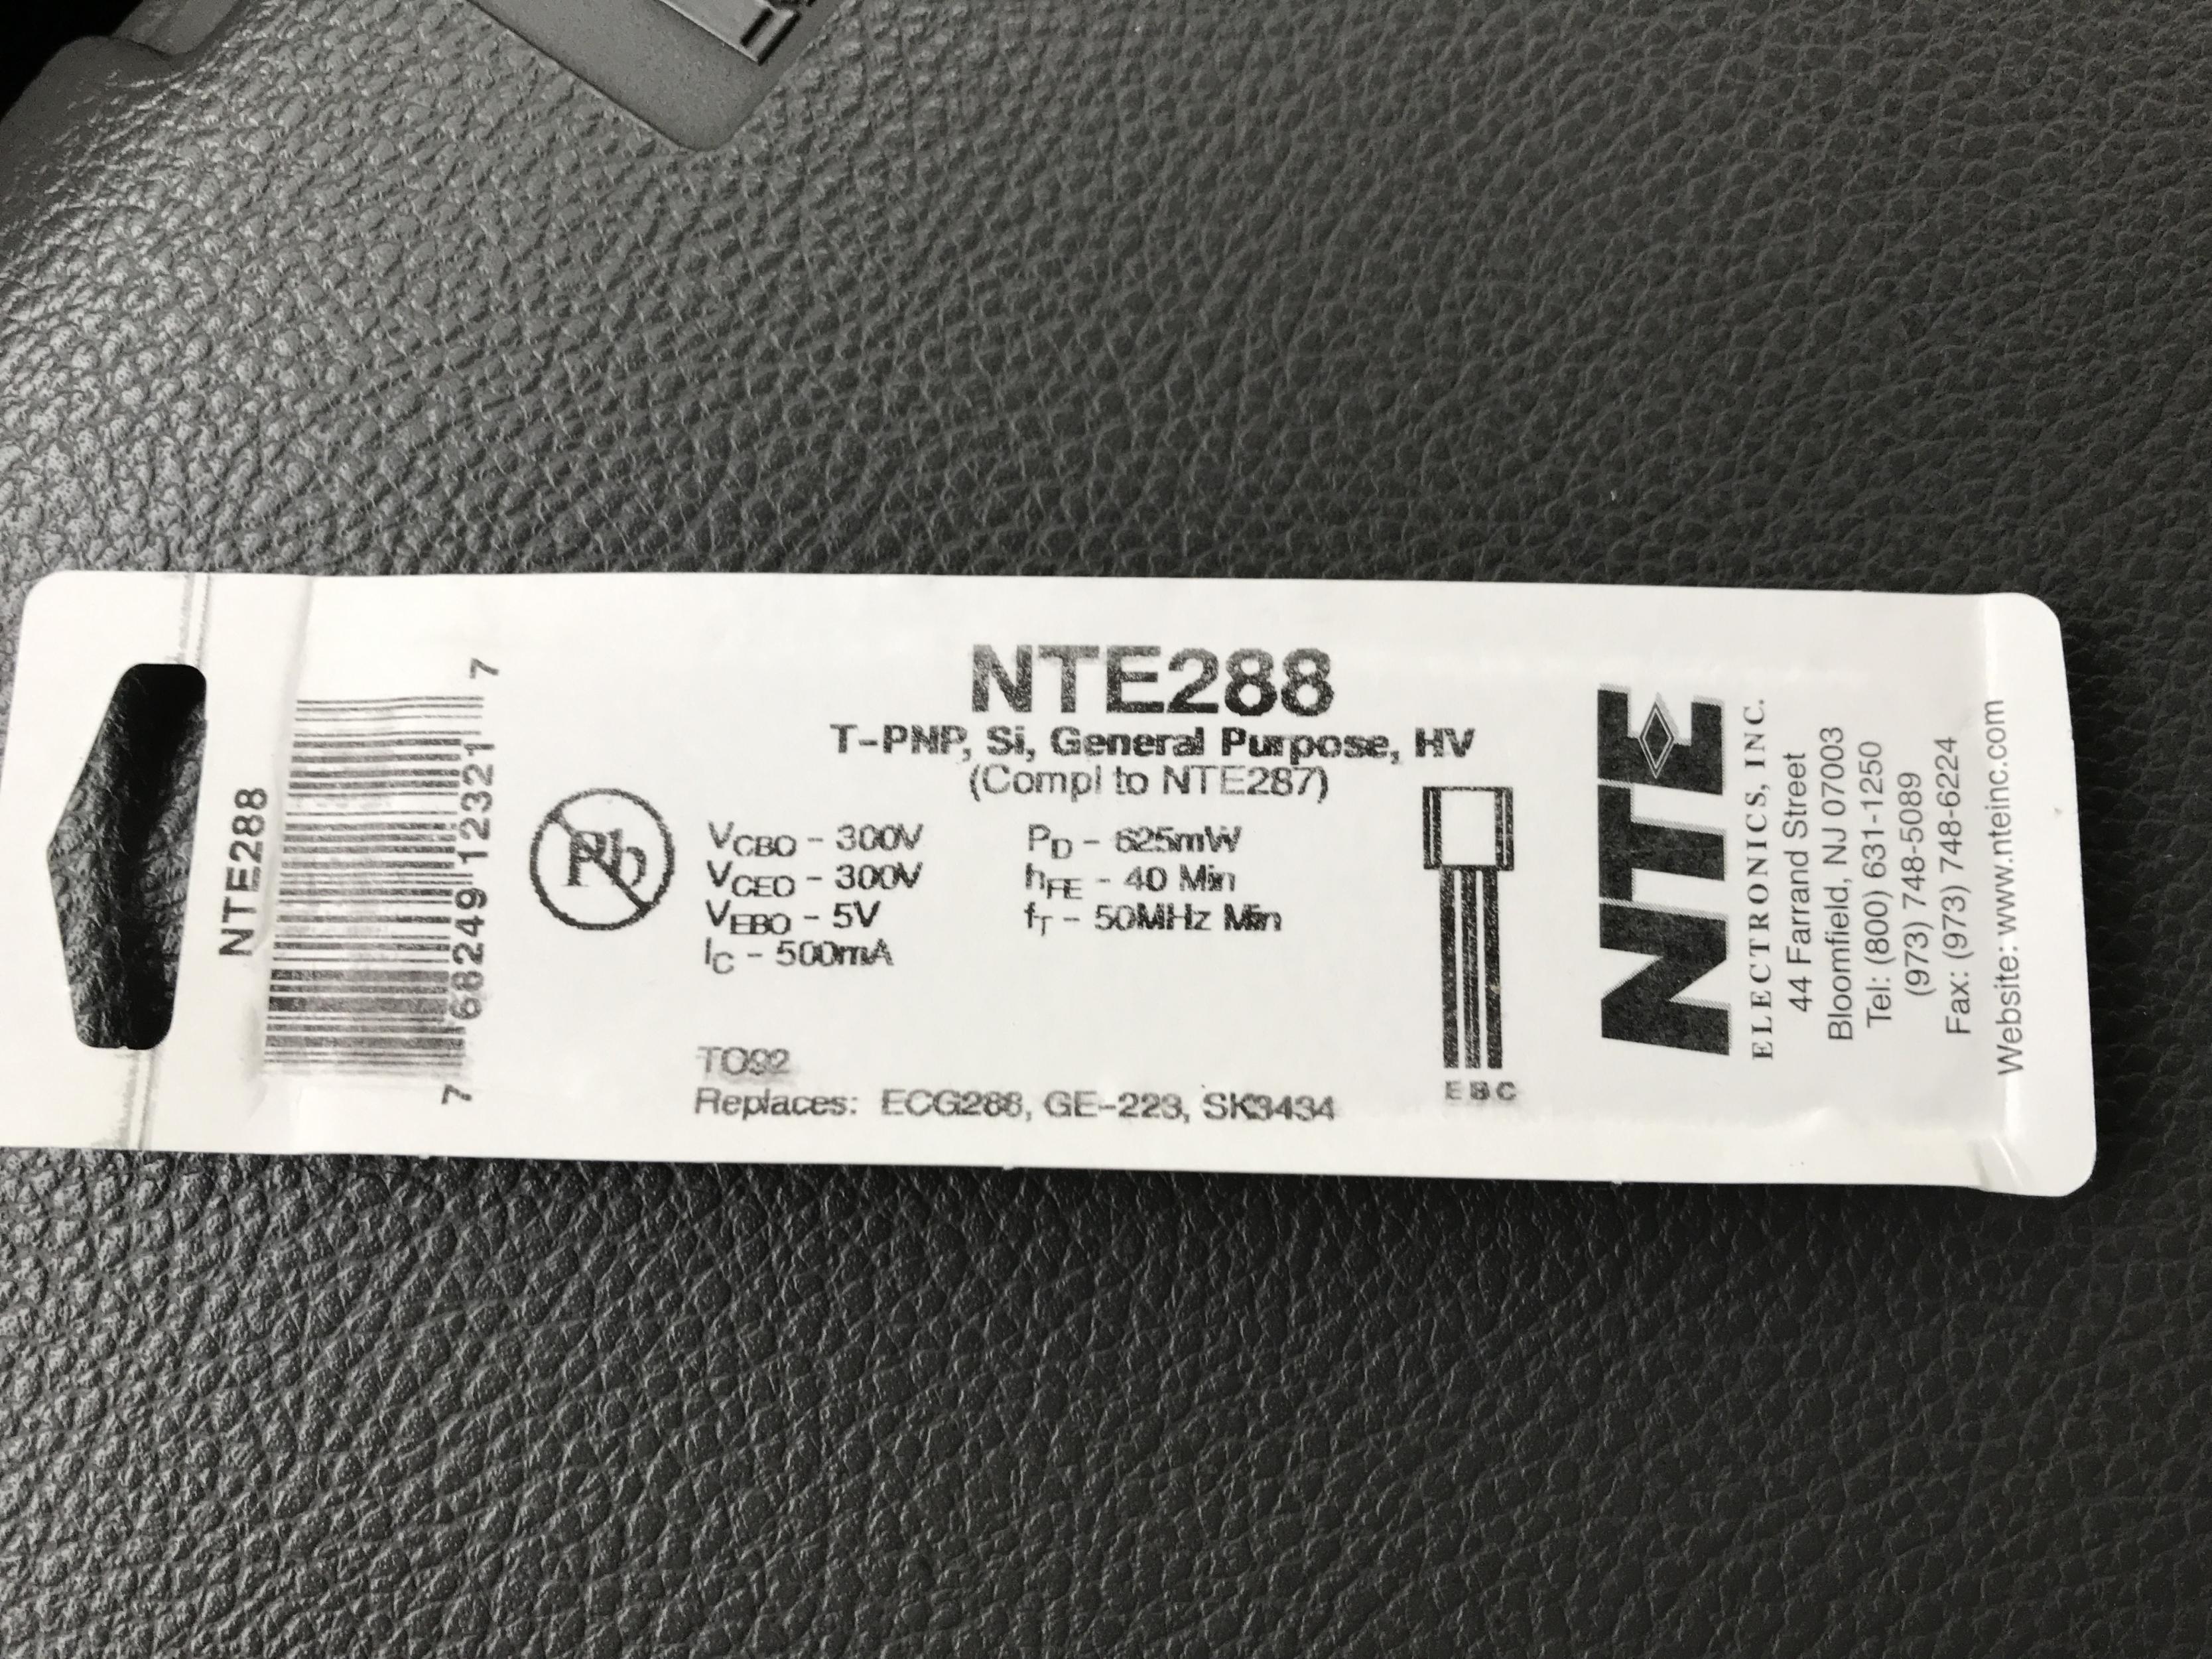 NTE288
7 68249 12321 7
NTE288
T-PNP, Si, General Purpose, HV
(Compl to NTE287)
Pb
VCBO - 300V
VCEO - 300V
VEBO - 5V
IC - 500mA
PD - 625mW
hFE - 40 Min
fT - 50MHz Min
TO92
Replaces: ECG288, GE-223, SK3434
E B C
NTE
ELECTRONICS, INC.
44 Farrand Street
Bloomfield, NJ 07003
Tel: (800) 631-1250
(973) 748-5089
Fax: (973) 748-6224
Website: www.nteinc.com